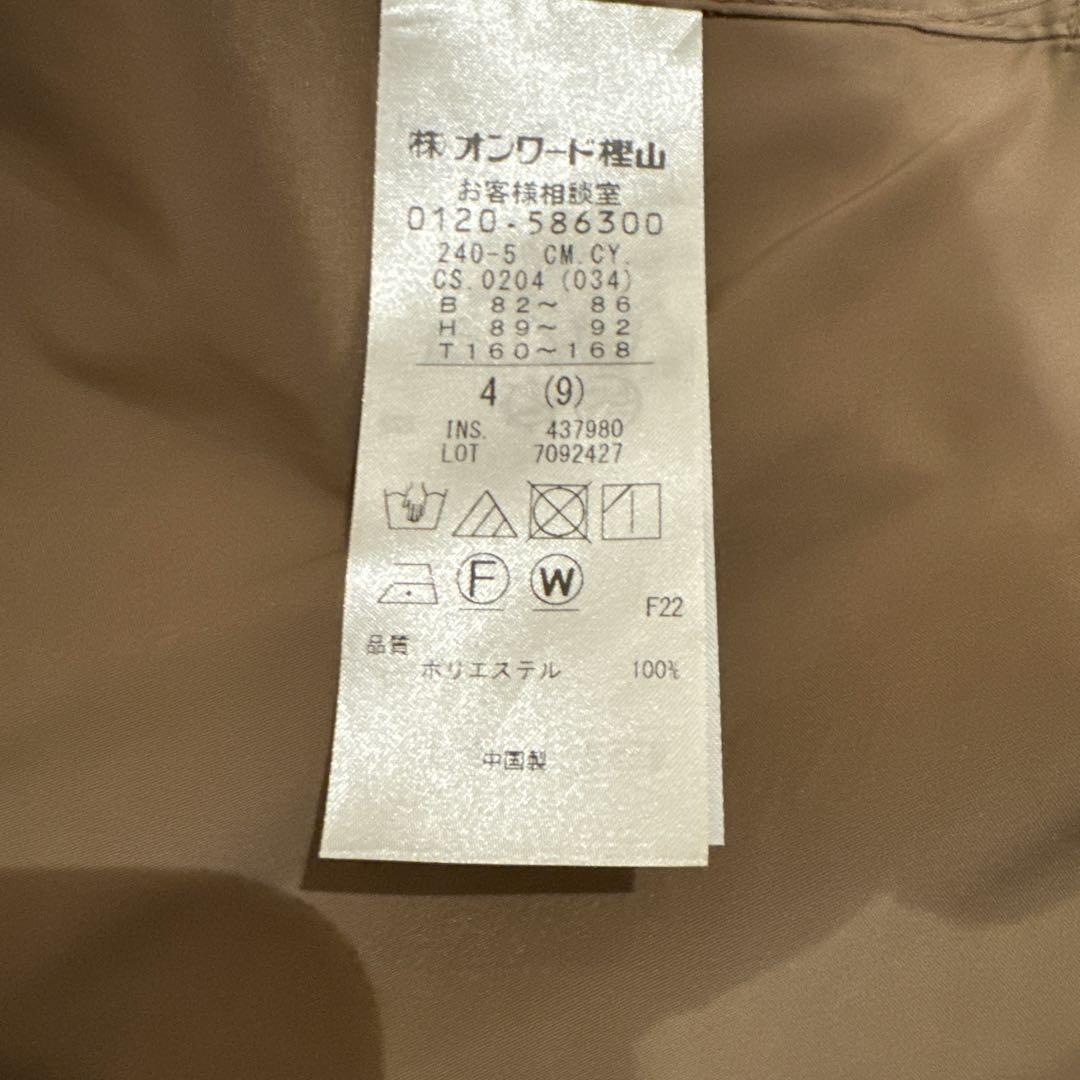 (株)オンワード樫山
お客様相談室
0120-586300
240-5 CM.CY.
CS.0204 (034)
B 82〜 86
H 89〜 92
T160〜168
4 (9)
INS. 437980
LOT 7092427
F W
F22
品質
ポリエステル 100%
中国製